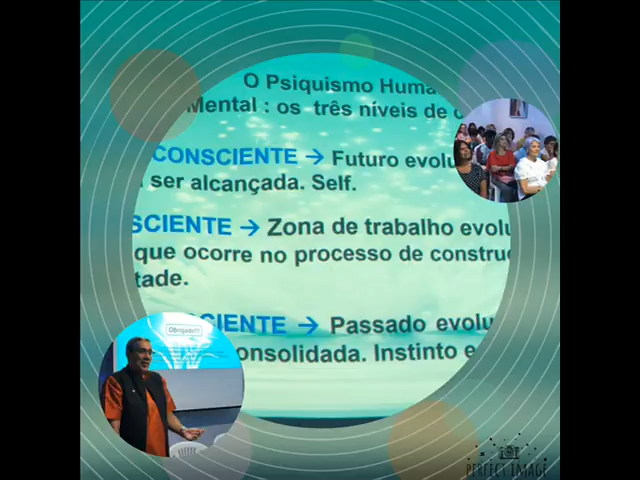 O Psiquismo Huma
Mental : os três níveis de
CONSCIENTE → Futuro evolu
ser alcançada. Self.
SCIENTE → Zona de trabalho evolu
que ocorre no processo de constru
tade.
CIENTE → Passado evolu
onsolidada. Instinto e
Obrigado!!!
PERFECT IMAGE